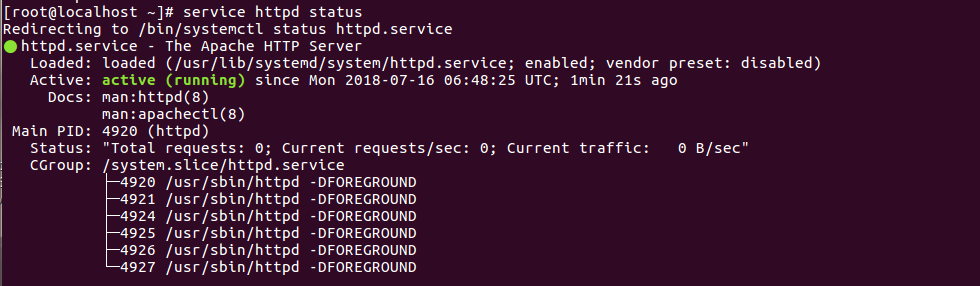 [root@localhost ~]# service httpd status
Redirecting to /bin/systemctl status httpd.service
● httpd.service - The Apache HTTP Server
   Loaded: loaded (/usr/lib/systemd/system/httpd.service; enabled; vendor preset: disabled)
   Active: active (running) since Mon 2018-07-16 06:48:25 UTC; 1min 21s ago
     Docs: man:httpd(8)
           man:apachectl(8)
 Main PID: 4920 (httpd)
   Status: "Total requests: 0; Current requests/sec: 0; Current traffic:   0 B/sec"
   CGroup: /system.slice/httpd.service
           ├─4920 /usr/sbin/httpd -DFOREGROUND
           ├─4921 /usr/sbin/httpd -DFOREGROUND
           ├─4924 /usr/sbin/httpd -DFOREGROUND
           ├─4925 /usr/sbin/httpd -DFOREGROUND
           ├─4926 /usr/sbin/httpd -DFOREGROUND
           └─4927 /usr/sbin/httpd -DFOREGROUND